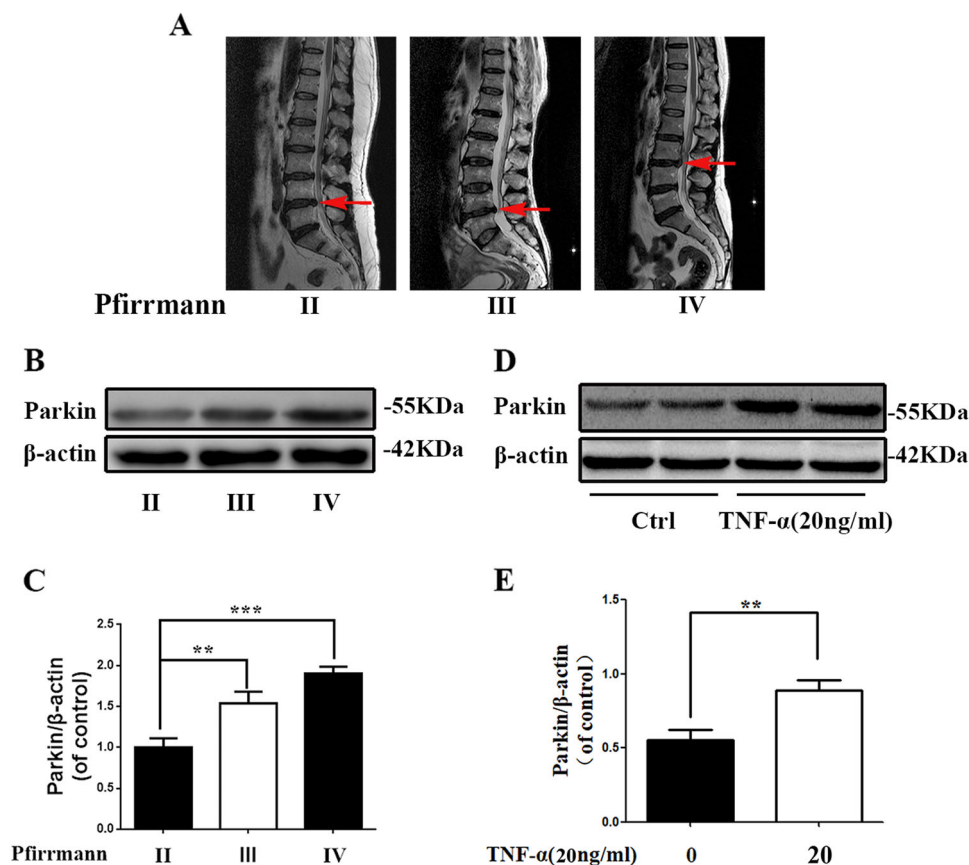 A
Pfirrmann II III IV
B
Parkin -55KDa
β-actin -42KDa
II III IV
D
Parkin -55KDa
β-actin -42KDa
Ctrl TNF-α(20ng/ml)
C
Parkin/β-actin
(of control)
2.5
2.0
1.5
1.0
0.5
0.0
***
**
Pfirrmann II III IV
E
Parkin/β-actin
（of control）
1.5
1.0
0.5
0.0
**
TNF-α(20ng/ml) 0 20